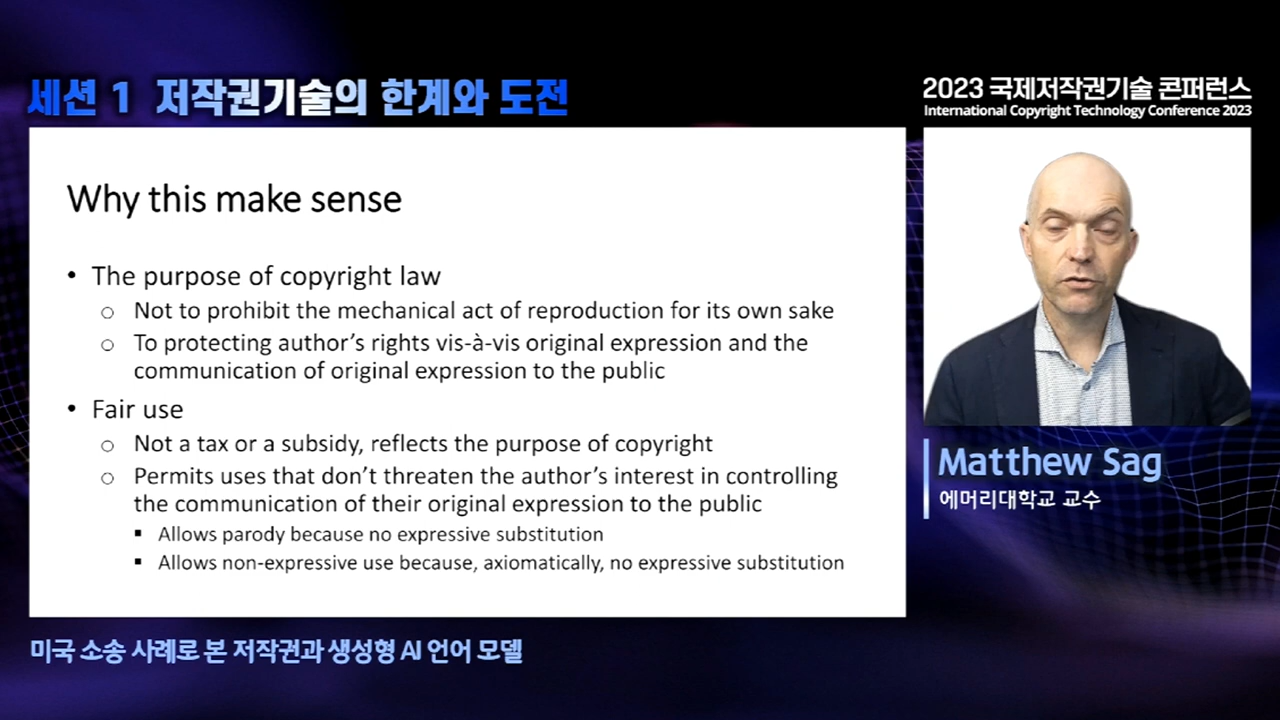 세션 1 저작권기술의 한계와 도전
2023 국제저작권기술 콘퍼런스
International Copyright Technology Conference 2023
Why this make sense
• The purpose of copyright law
○ Not to prohibit the mechanical act of reproduction for its own sake
○ To protecting author’s rights vis-à-vis original expression and the
communication of original expression to the public
• Fair use
○ Not a tax or a subsidy, reflects the purpose of copyright
○ Permits uses that don’t threaten the author’s interest in controlling
the communication of their original expression to the public
▪ Allows parody because no expressive substitution
▪ Allows non-expressive use because, axiomatically, no expressive substitution
Matthew Sag
에머리대학교 교수
미국 소송 사례로 본 저작권과 생성형 AI 언어 모델